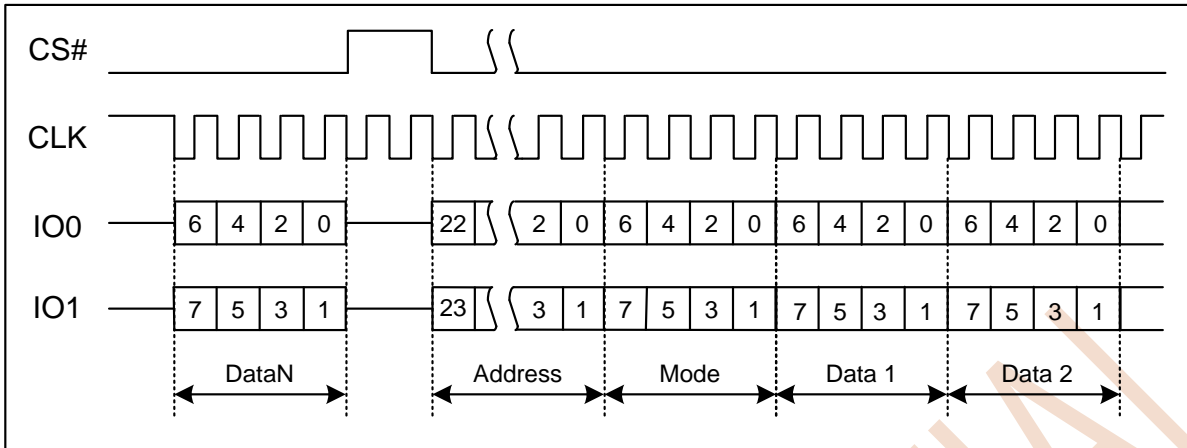 CS#
CLK
IO0 6 4 2 0 22 2 0 6 4 2 0 6 4 2 0 6 4 2 0
IO1 7 5 3 1 23 3 1 7 5 3 1 7 5 3 1 7 5 3 1
DataN Address Mode Data 1 Data 2